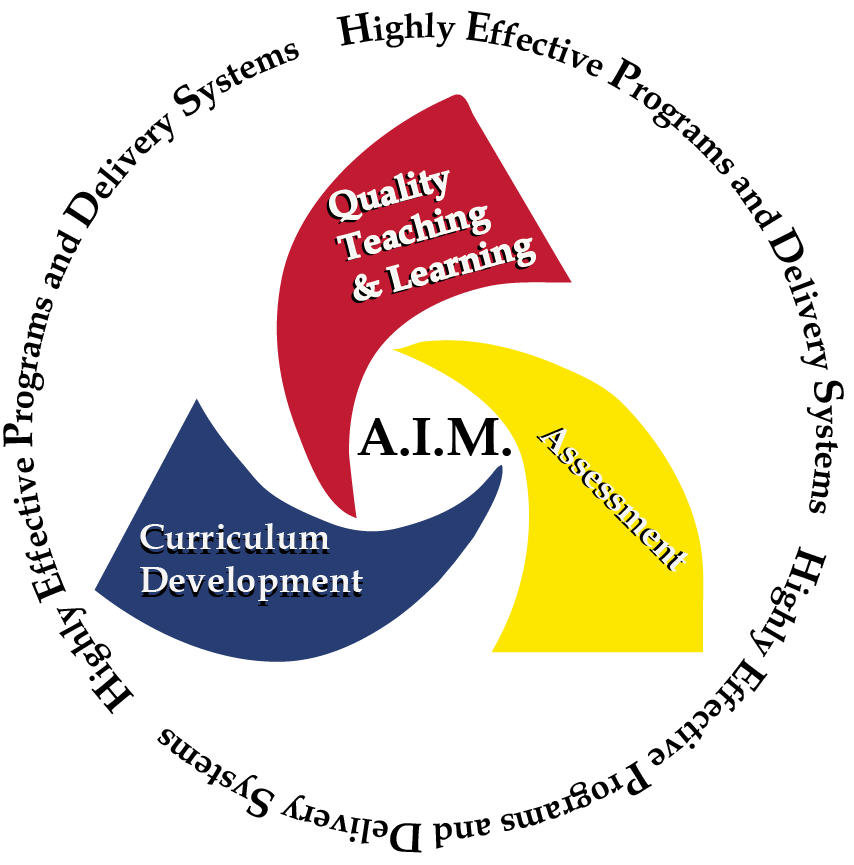 Highly Effective Programs and Delivery Systems
Highly Effective Programs and Delivery Systems
Highly Effective Programs and Delivery Systems
Quality
Teaching
& Learning
A.I.M.
Assessment
Curriculum
Development